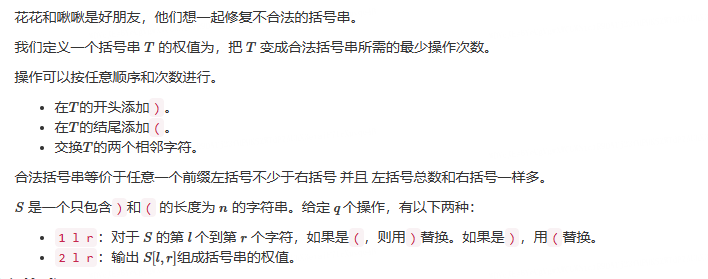 花花和啾啾是好朋友，他们想一起修复不合法的括号串。
我们定义一个括号串 T 的权值为，把 T 变成合法括号串所需的最少操作次数。
操作可以按任意顺序和次数进行。
• 在T的开头添加 ) 。
• 在T的结尾添加 ( 。
• 交换T的两个相邻字符。
合法括号串等价于任意一个前缀左括号不少于右括号 并且 左括号总数和右括号一样多。
S 是一个只包含 ) 和 ( 的长度为 n 的字符串。给定 q个操作，有以下两种：
• 1 l r ：对于 S 的第 l 个到第 r 个字符，如果是 ( ，则用 ) 替换。如果是 ) ，用 ( 替换。
• 2 l r ：输出 S[l, r]组成括号串的权值。